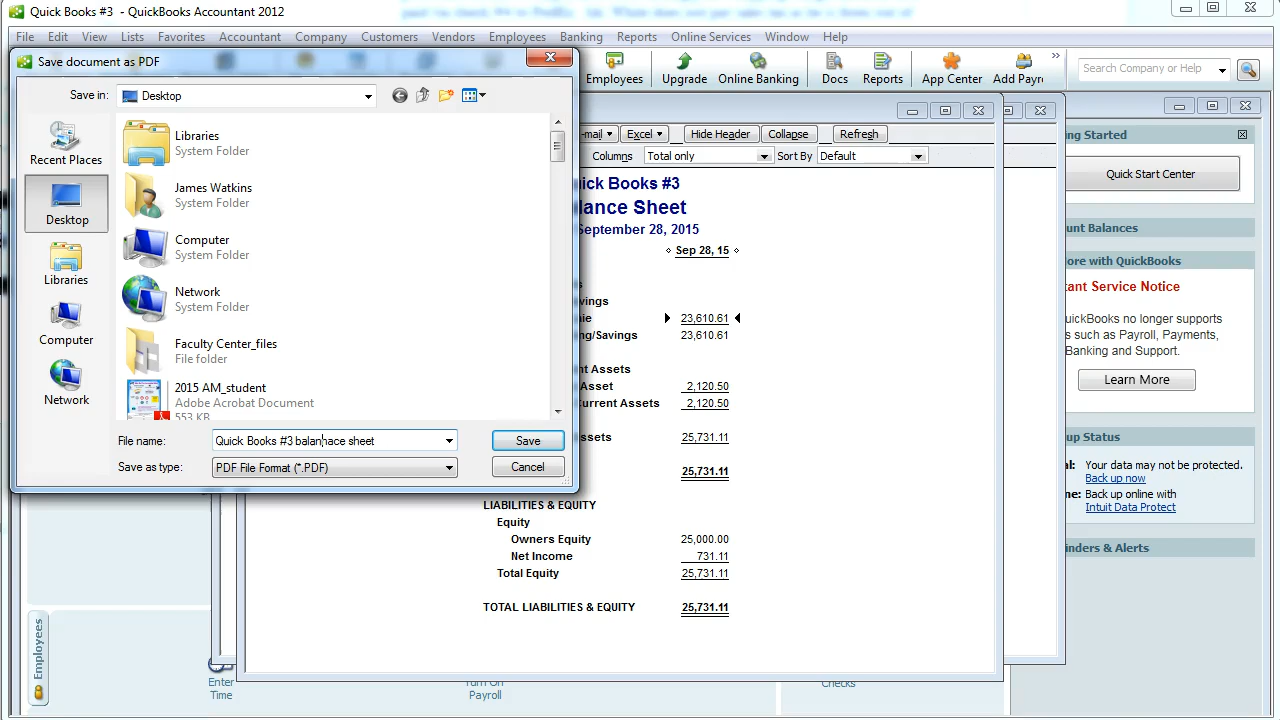 Quick Books #3 - QuickBooks Accountant 2012
File Edit View Lists Favorites Accountant Company Customers Vendors Employees Banking Reports Online Services Window Help
Save document as PDF
Employees Upgrade Online Banking Docs Reports App Center Add Payr
Search Company or Help
Save in: Desktop
-mail Excel Hide Header Collapse Refresh
Columns Total only Sort By Default
Recent Places
Desktop
Libraries
Computer
Network
Libraries
System Folder
James Watkins
System Folder
Computer
System Folder
Network
System Folder
Faculty Center_files
File folder
2015 AM_student
Adobe Acrobat Document
553 KB
File name: Quick Books #3 balannace sheet Save
Save as type: PDF File Format (*.PDF) Cancel
uick Books #3
lance Sheet
September 28, 2015
Sep 28, 15
s
vings
ie 23,610.61
ng/Savings 23,610.61
nt Assets
Asset 2,120.50
Current Assets 2,120.50
ssets 25,731.11
25,731.11
LIABILITIES & EQUITY
Equity
Owners Equity 25,000.00
Net Income 731.11
Total Equity 25,731.11
TOTAL LIABILITIES & EQUITY 25,731.11
ng Started
Quick Start Center
unt Balances
ore with QuickBooks
tant Service Notice
uickBooks no longer supports
s such as Payroll, Payments,
Banking and Support.
Learn More
up Status
al: Your data may not be protected.
Back up now
ne: Back up online with
Intuit Data Protect
inders & Alerts
Employees
Enter
Time
Turn On
Payroll
Checks